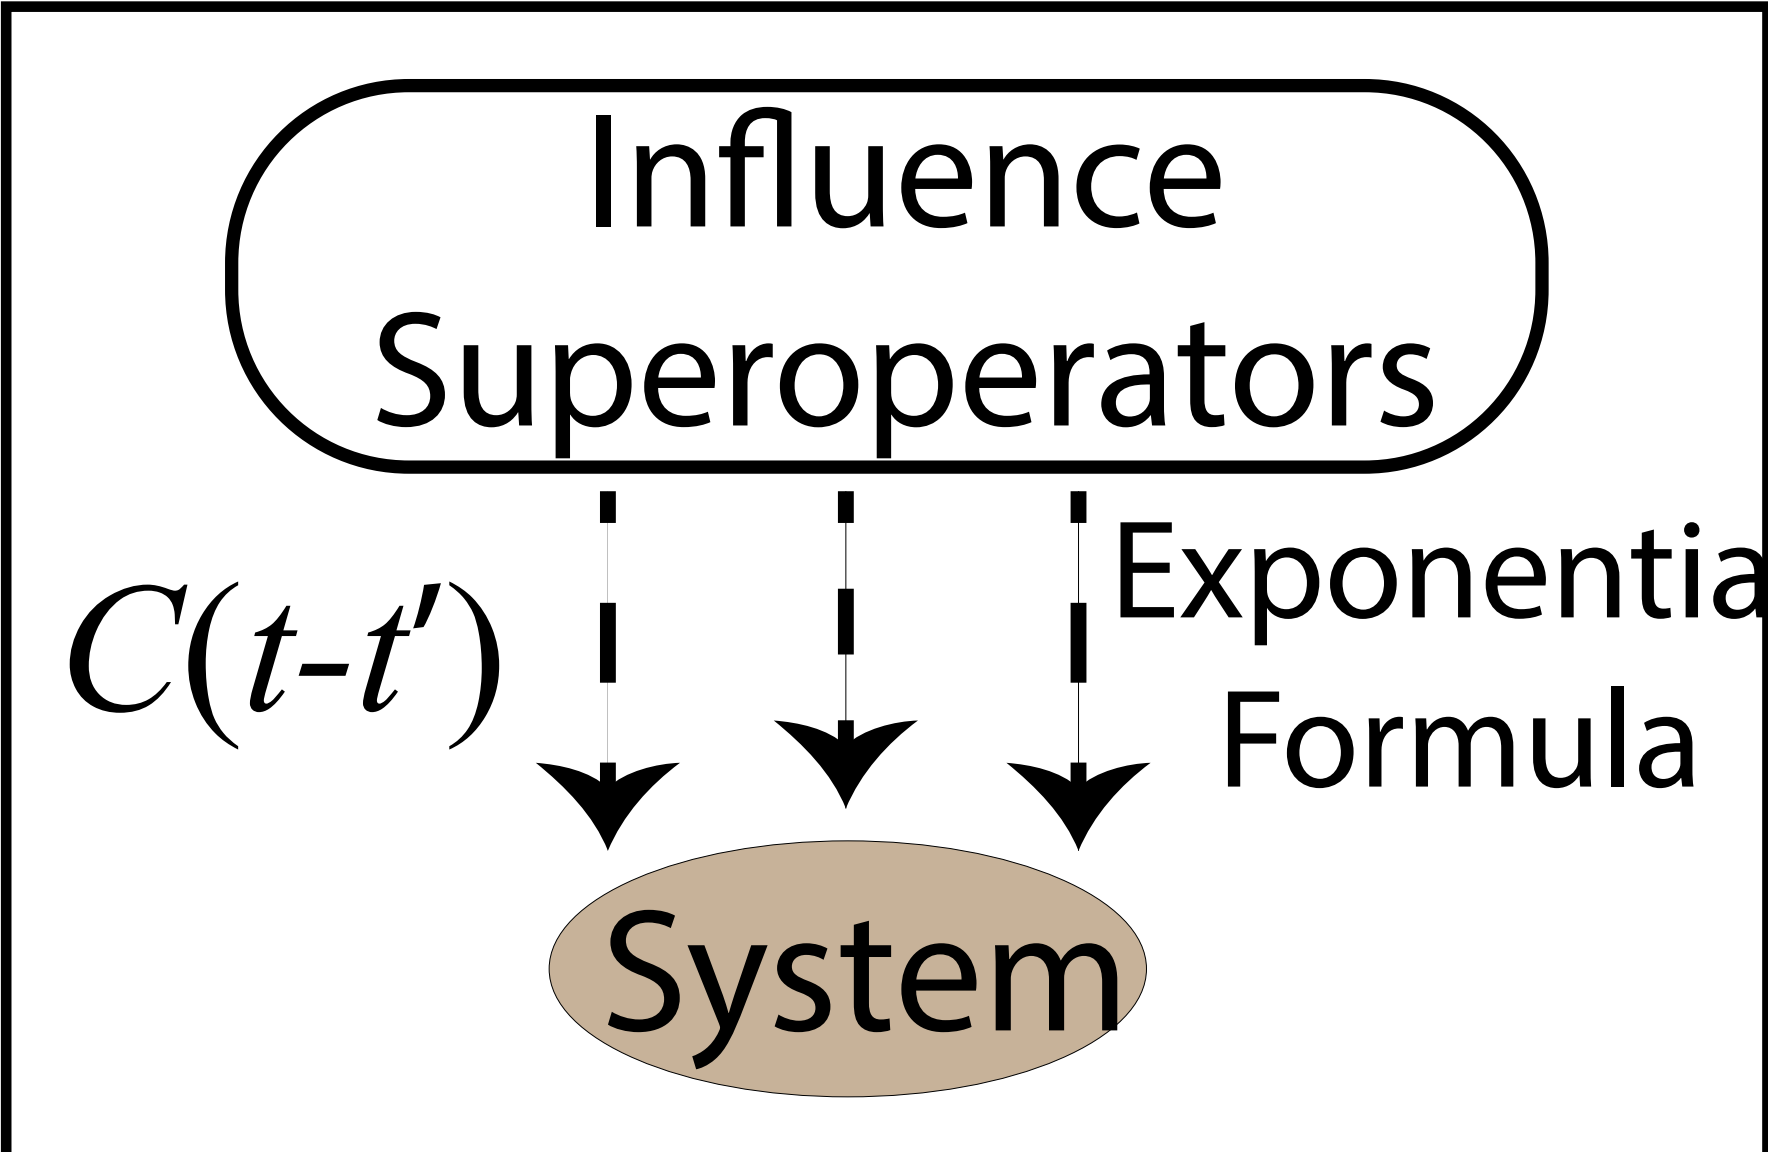 Influence
Superoperators
C(t-t′)
Exponentia
Formula
System